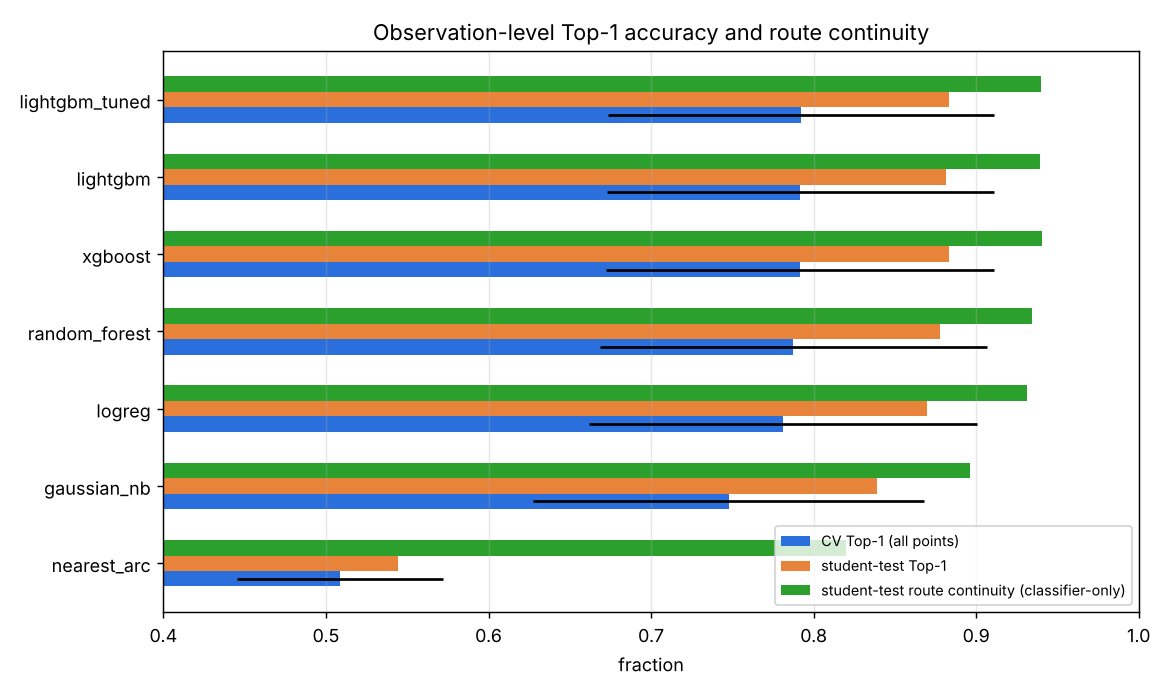 Observation-level Top-1 accuracy and route continuity
lightgbm_tuned
lightgbm
xgboost
random_forest
logreg
gaussian_nb
nearest_arc
CV Top-1 (all points)
student-test Top-1
student-test route continuity (classifier-only)
0.4 0.5 0.6 0.7 0.8 0.9 1.0
fraction